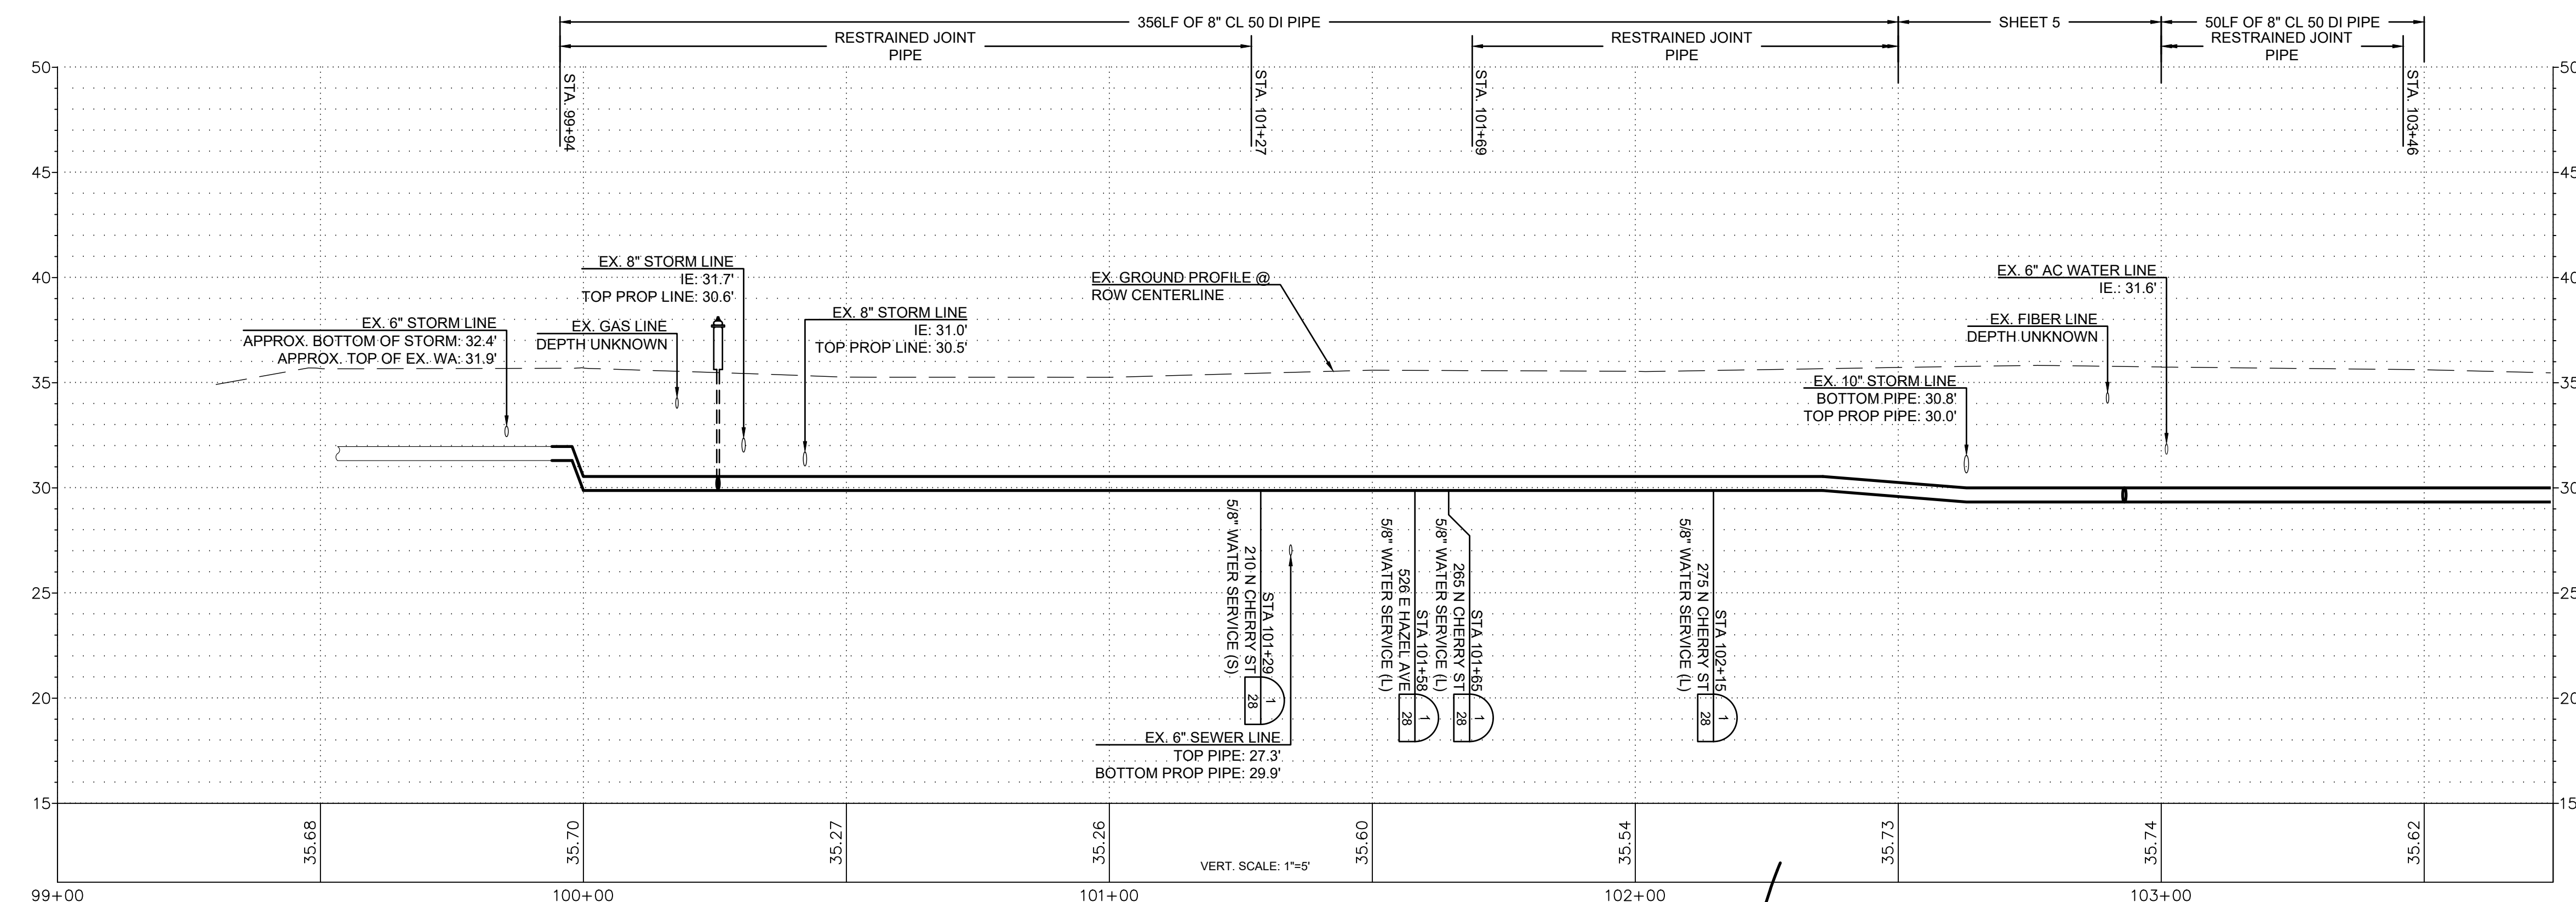 356LF OF 8" CL 50 DI PIPE
SHEET 5
50LF OF 8" CL 50 DI PIPE
RESTRAINED JOINT
PIPE
RESTRAINED JOINT
PIPE
RESTRAINED JOINT
PIPE
STA. 99+94
STA. 101+27
STA. 101+69
STA. 103+46
50
45
40
35
30
25
20
15
50
45
40
35
30
25
20
15
EX. 6" STORM LINE
APPROX. BOTTOM OF STORM: 32.4'
APPROX. TOP OF EX. WA: 31.9'
EX. GAS LINE
DEPTH UNKNOWN
EX. 8" STORM LINE
IE: 31.7'
TOP PROP LINE: 30.6'
EX. 8" STORM LINE
IE: 31.0'
TOP PROP LINE: 30.5'
EX. GROUND PROFILE @
ROW CENTERLINE
EX. 10" STORM LINE
BOTTOM PIPE: 30.8'
TOP PROP PIPE: 30.0'
EX. FIBER LINE
DEPTH UNKNOWN
EX. 6" AC WATER LINE
IE.: 31.6'
STA 101+29
210 N CHERRY ST
5/8" WATER SERVICE (S)
1
28
EX. 6" SEWER LINE
TOP PIPE: 27.3'
BOTTOM PROP PIPE: 29.9'
STA 101+58
526 E HAZEL AVE
5/8" WATER SERVICE (L)
1
28
STA 101+65
265 N CHERRY ST
5/8" WATER SERVICE (L)
1
28
STA 102+15
275 N CHERRY ST
5/8" WATER SERVICE (L)
1
28
35.68
35.70
35.27
35.26
35.60
35.54
35.73
35.74
35.62
VERT. SCALE: 1"=5'
99+00
100+00
101+00
102+00
103+00